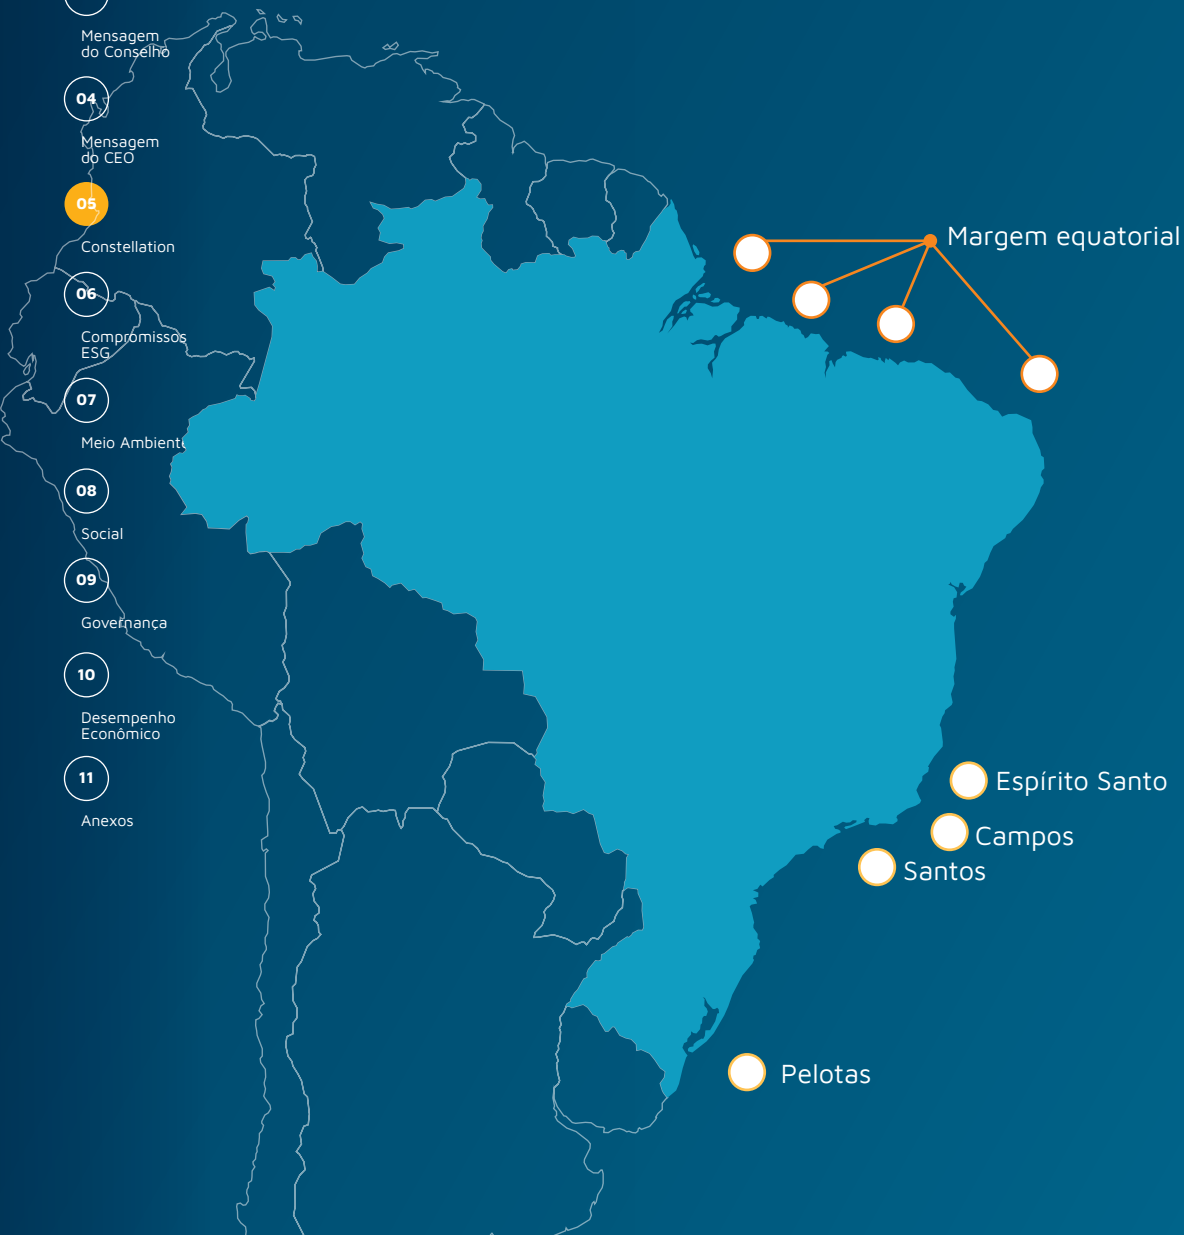 Mensagem
do Conselho
04
Mensagem
do CEO
05
Constellation
06
Compromissos
ESG
07
Meio Ambiente
08
Social
09
Governança
10
Desempenho
Econômico
11
Anexos
Margem equatorial
Espírito Santo
Campos
Santos
Pelotas